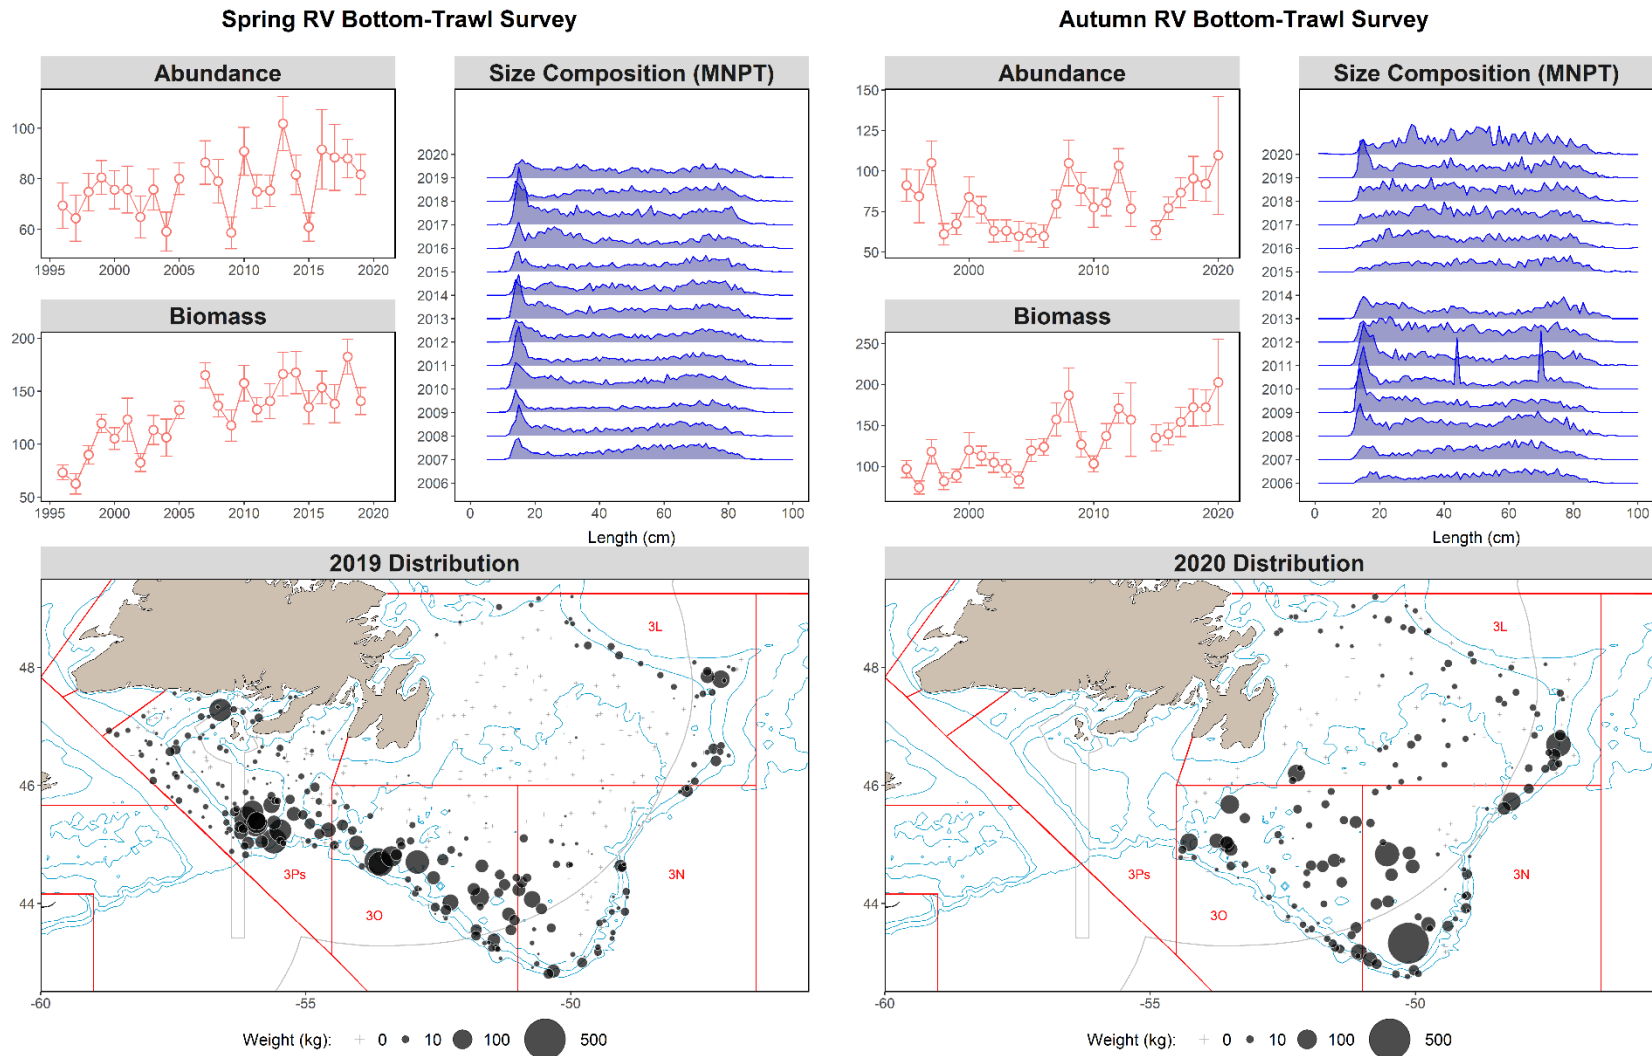 Spring RV Bottom-Trawl Survey
Autumn RV Bottom-Trawl Survey
Abundance
Size Composition (MNPT)
Abundance
Size Composition (MNPT)
100
80
60
1995 2000 2005 2010 2015 2020
Biomass
200
150
100
50
1995 2000 2005 2010 2015 2020
2020
2019
2018
2017
2016
2015
2014
2013
2012
2011
2010
2009
2008
2007
2006
0 20 40 60 80 100
Length (cm)
150
125
100
75
50
2000 2010 2020
Biomass
250
200
150
100
2000 2010 2020
2020
2019
2018
2017
2016
2015
2014
2013
2012
2011
2010
2009
2008
2007
2006
0 20 40 60 80 100
Length (cm)
2019 Distribution
48
46
44
3L
3N
3Ps
3O
-60 -55 -50
Weight (kg): 0 10 100 500
2020 Distribution
48
46
44
3L
3N
3Ps
3O
-60 -55 -50
Weight (kg): 0 10 100 500